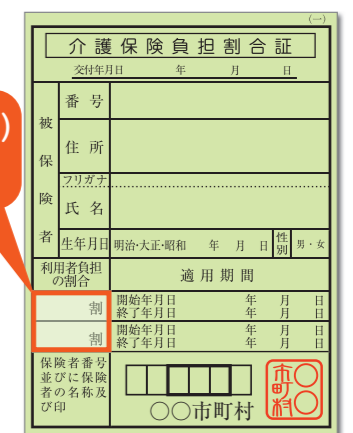 (一)
介護保険負担割合証
交付年月日 年 月 日
被保険者
番号
住所
フリガナ
氏名
生年月日 明治・大正・昭和 年 月 日 性別 男・女
利用者負担の割合 適用期間
割 開始年月日 年 月 日
終了年月日 年 月 日
割 開始年月日 年 月 日
終了年月日 年 月 日
保険者番号
並びに保険
者の名称及
び印
〇〇市町村
市町村〇〇
)